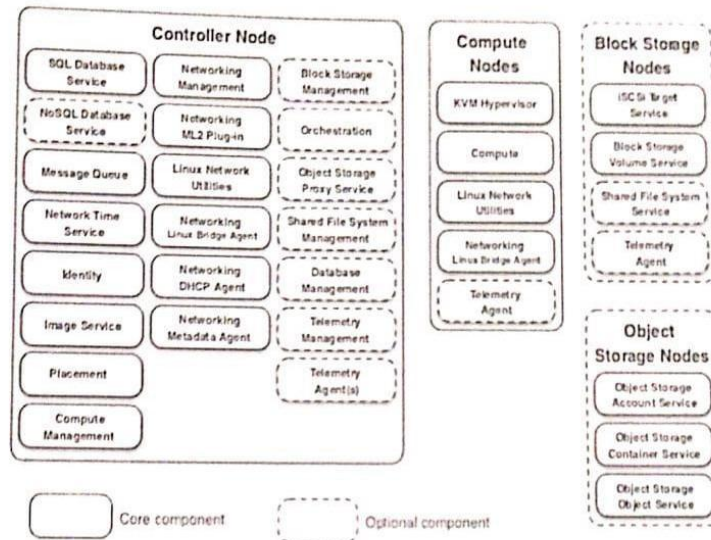 Controller Node
SQL Database
Service
NoSQL Database
Service
Message Queue
Network Time
Service
Identity
Image Service
Placement
Compute
Management
Networking
Management
Networking
ML2 Plug-in
Linux Network
Utilities
Networking
Linux Bridge Agent
Networking
DHCP Agent
Networking
Metadata Agent
Block Storage
Management
Orchestration
Object Storage
Proxy Service
Shared File System
Management
Database
Management
Telemetry
Management
Telemetry
Agent(s)
Compute
Nodes
KVM Hypervisor
Compute
Linux Network
Utilities
Networking
Linux Bridge Agent
Telemetry
Agent
Block Storage
Nodes
iSCSI Target
Service
Block Storage
Volume Service
Shared File System
Service
Telemetry
Agent
Object
Storage Nodes
Object Storage
Account Service
Object Storage
Container Service
Object Storage
Object Service
Core component
Optional component